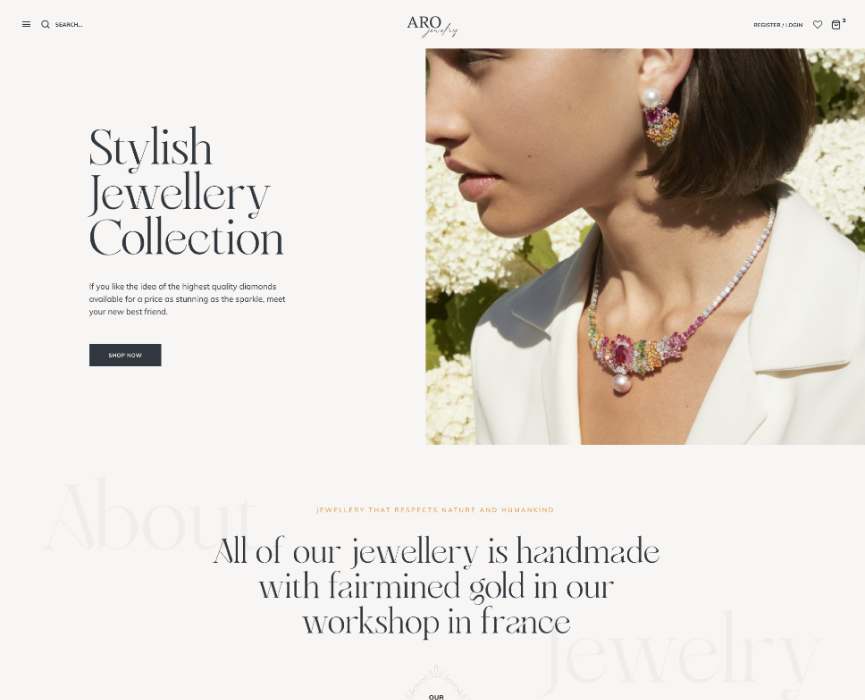 SEARCH...
ARO
jewelry
REGISTER / LOGIN
3
Stylish
Jewellery
Collection
If you like the idea of the highest quality diamonds
available for a price as stunning as the sparkle, meet
your new best friend.
SHOP NOW
About
JEWELLERY THAT RESPECTS NATURE AND HUMANKIND
All of our jewellery is handmade
with fairmined gold in our
workshop in france
Jewelry
OUR